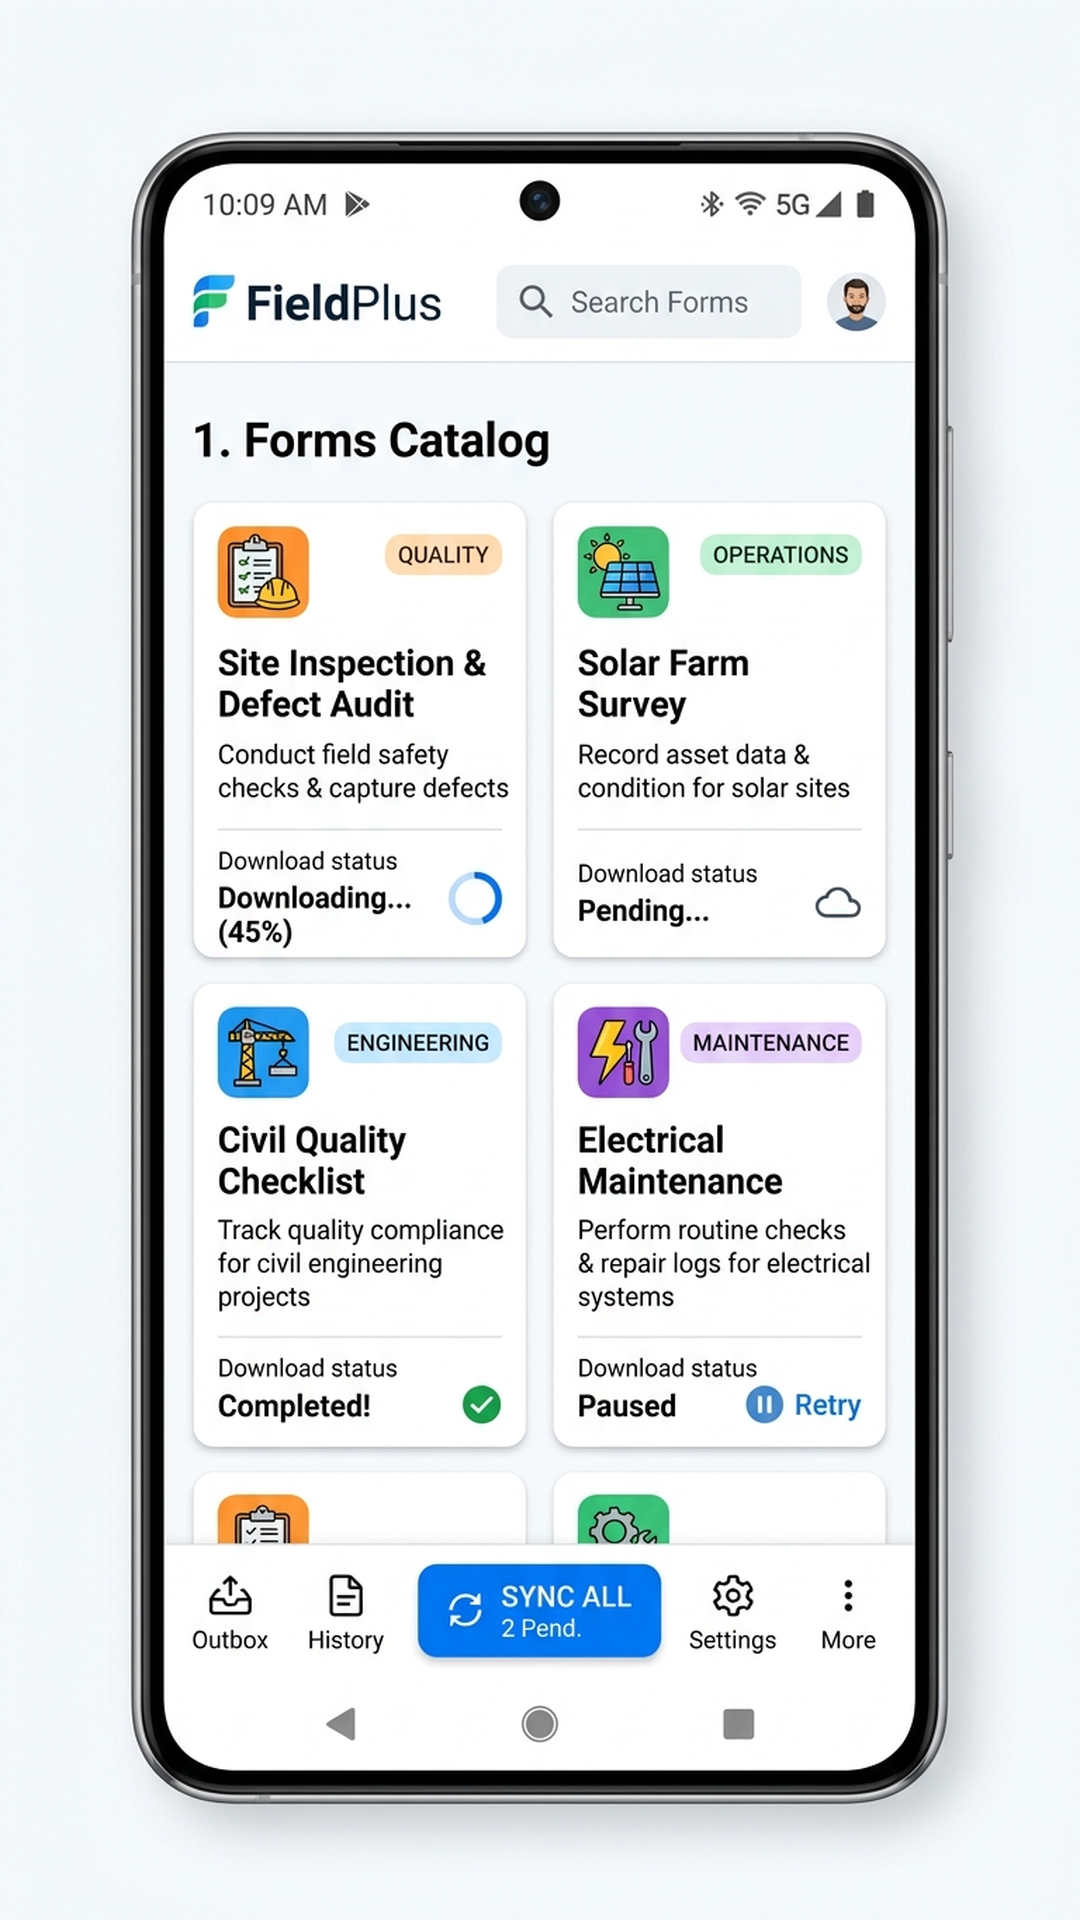 10:09 AM
5G
FieldPlus
Search Forms
1. Forms Catalog
QUALITY
Site Inspection &
Defect Audit
Conduct field safety
checks & capture defects
Download status
Downloading...
(45%)
OPERATIONS
Solar Farm
Survey
Record asset data &
condition for solar sites
Download status
Pending...
ENGINEERING
Civil Quality
Checklist
Track quality compliance
for civil engineering
projects
Download status
Completed!
MAINTENANCE
Electrical
Maintenance
Perform routine checks
& repair logs for electrical
systems
Download status
Paused
Retry
Outbox
History
SYNC ALL
2 Pend.
Settings
More